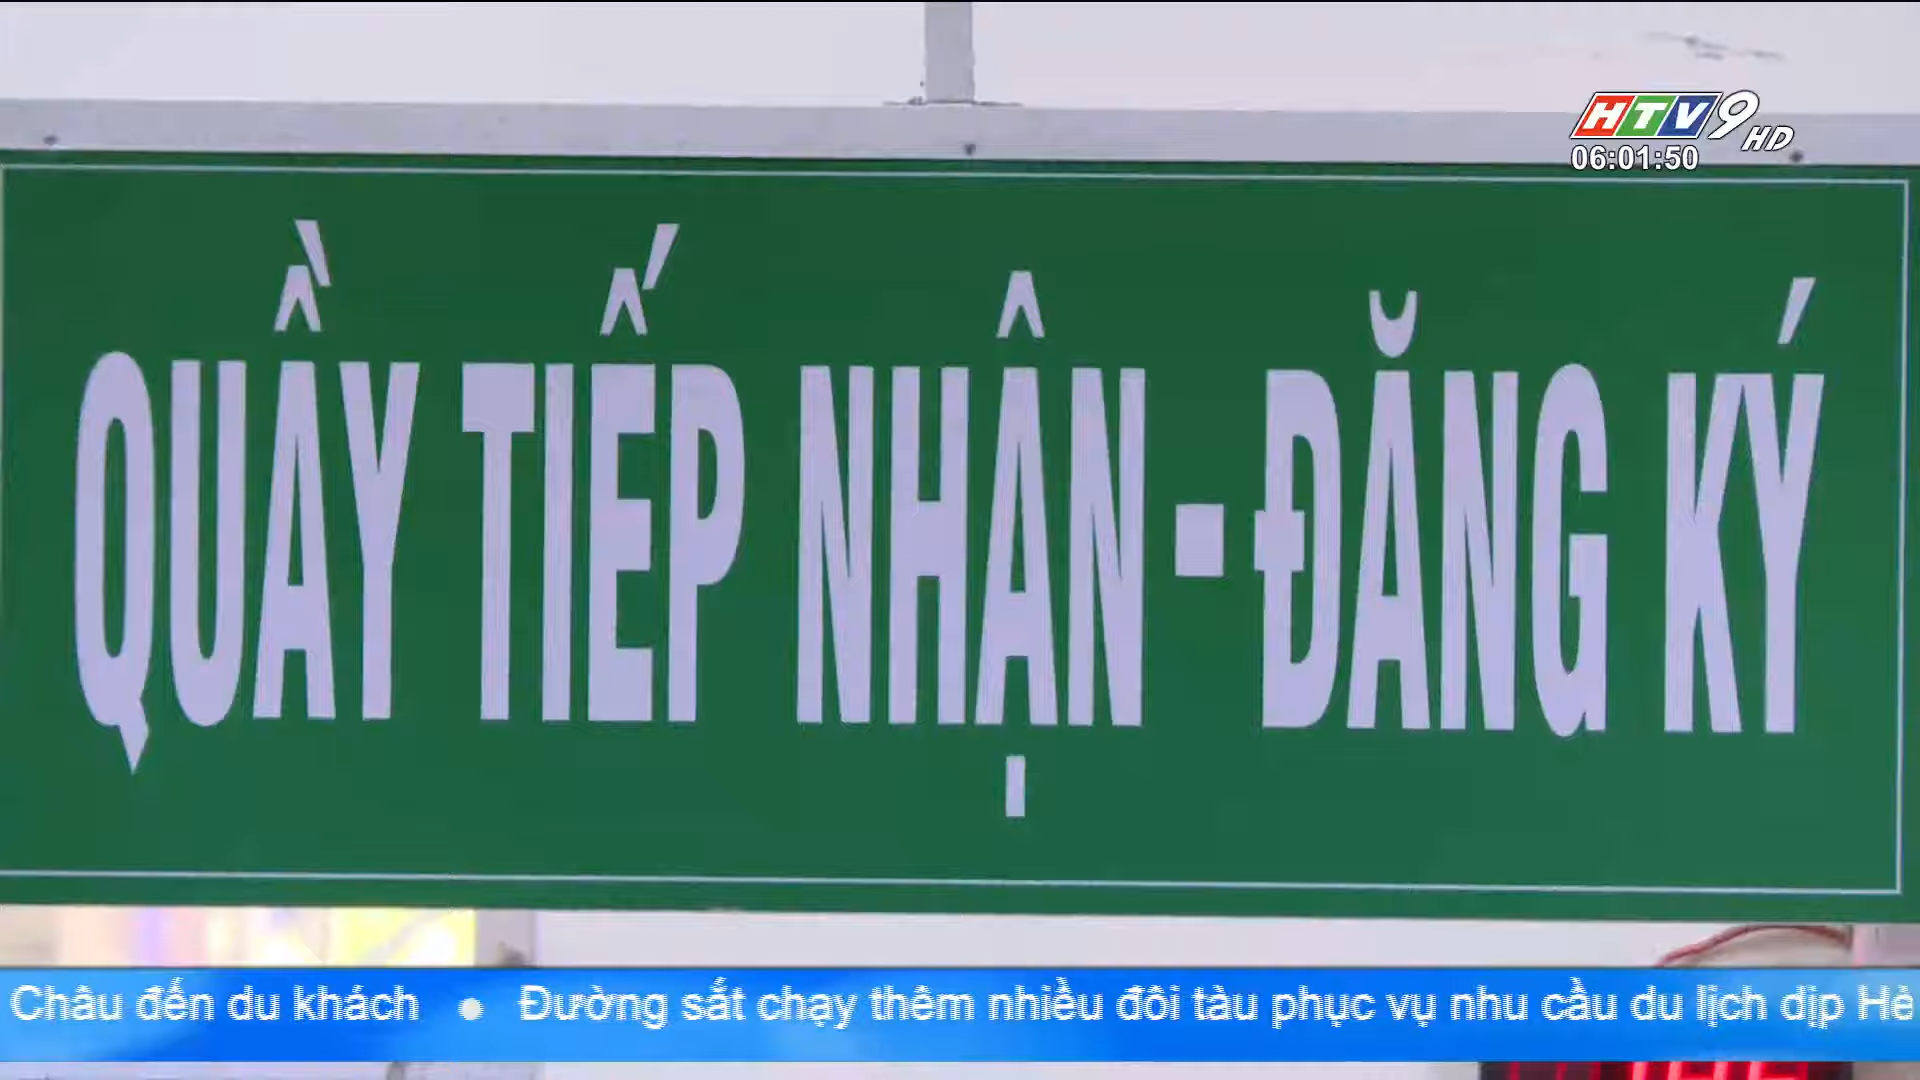 HTV9 HD
06:01:50
QUẦY TIẾP NHẬN - ĐĂNG KÝ
Châu đến du khách • Đường sắt chạy thêm nhiều đôi tàu phục vụ nhu cầu du lịch dịp Hè